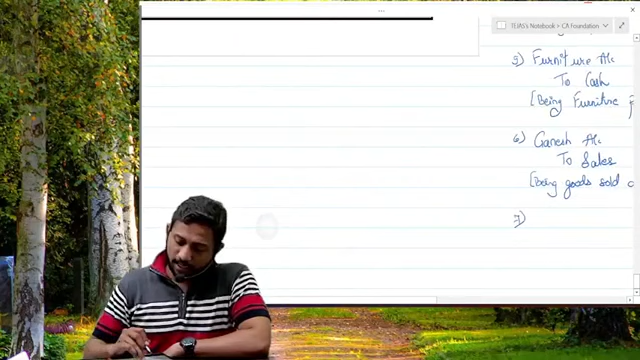 TEJAS's Notebook > CA Foundation
5) Furniture A/c
To Cash
[Being Furniture
6) Ganesh A/c
To Sales
[Being goods sold
7)